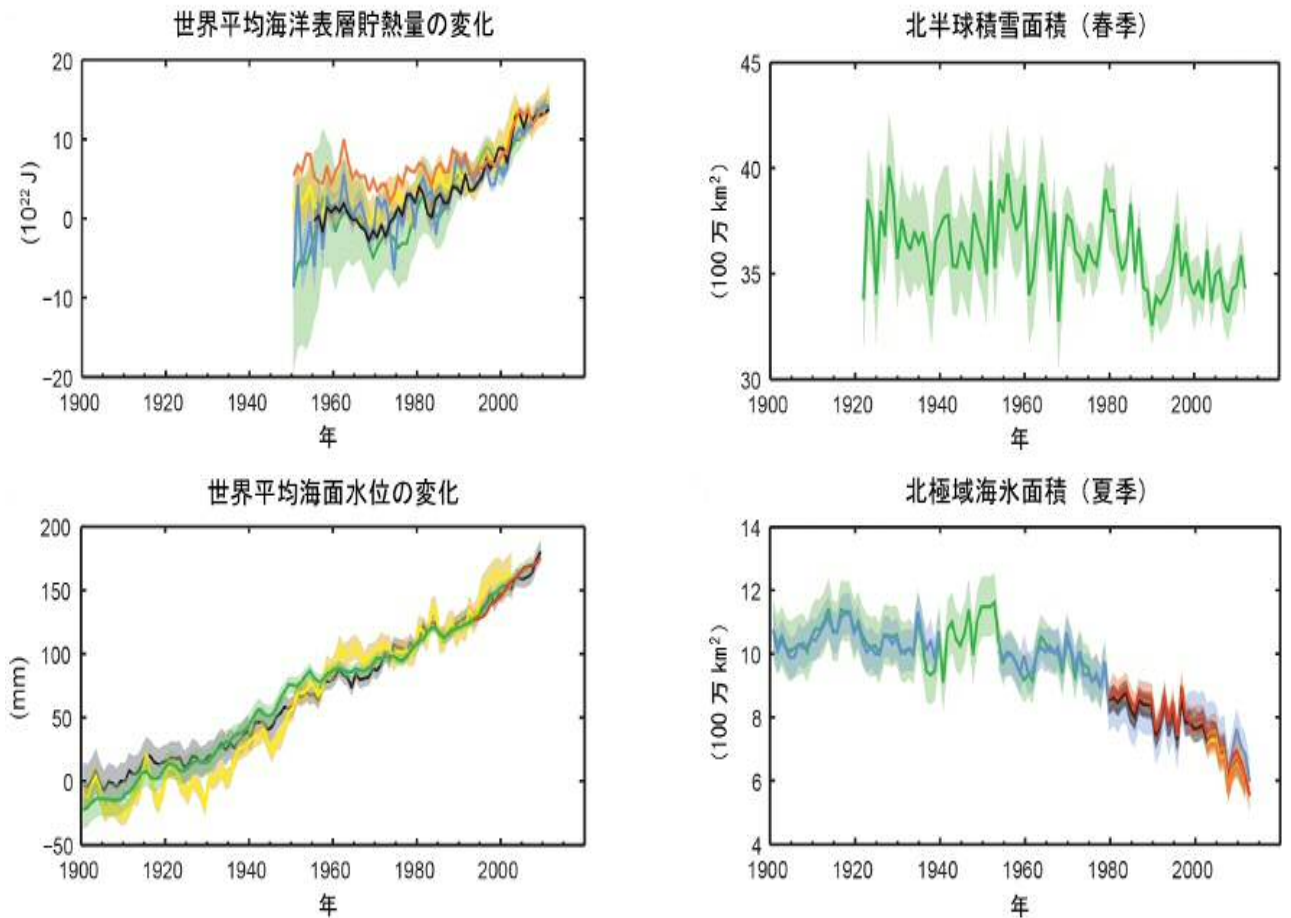 世界平均海洋表層貯熱量の変化
20
10
0
−10
−20
(10²² J)
1900 1920 1940 1960 1980 2000
年
北半球積雪面積（春季）
45
40
35
30
(100 万 km²)
1900 1920 1940 1960 1980 2000
年
世界平均海面水位の変化
200
150
100
50
0
−50
(mm)
1900 1920 1940 1960 1980 2000
年
北極域海氷面積（夏季）
14
12
10
8
6
4
(100 万 km²)
1900 1920 1940 1960 1980 2000
年